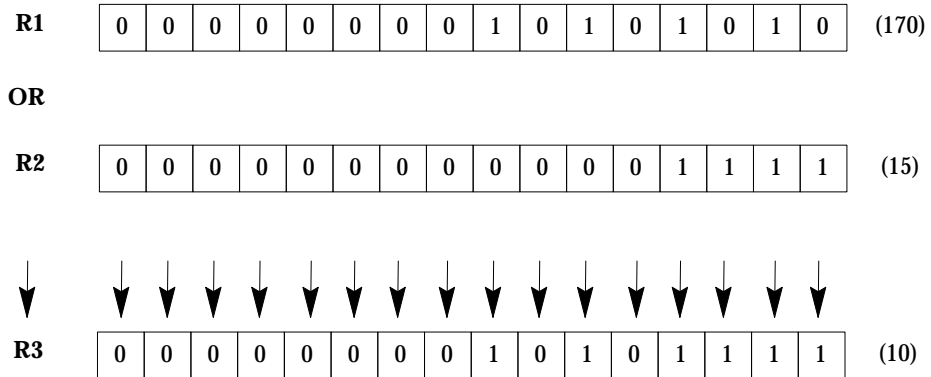 R1 0 0 0 0 0 0 0 0 1 0 1 0 1 0 1 0 (170)
OR
R2 0 0 0 0 0 0 0 0 0 0 0 0 1 1 1 1 (15)
R3 0 0 0 0 0 0 0 0 1 0 1 0 1 1 1 1 (10)